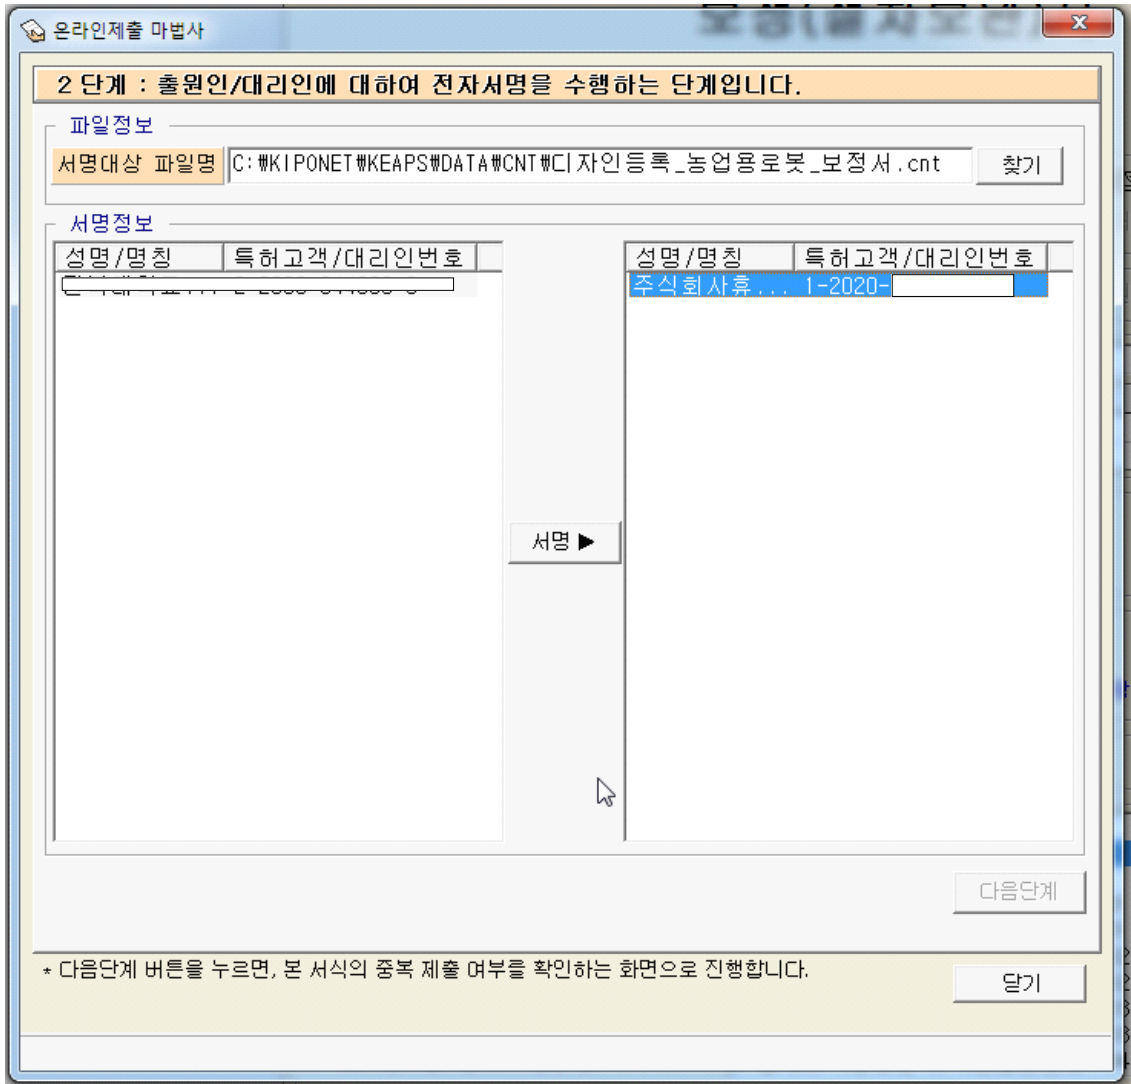 온라인제출 마법사
2 단계 : 출원인/대리인에 대하여 전자서명을 수행하는 단계입니다.
파일정보
서명대상 파일명 C:₩KIPONET₩KEAPS₩DATA₩CNT₩디자인등록_농업용로봇_보정서.cnt 찾기
서명정보
성명/명칭 특허고객/대리인번호 성명/명칭 특허고객/대리인번호
주식회사휴... 1-2020-
서명 ▶
다음단계
* 다음단계 버튼을 누르면, 본 서식의 중복 제출 여부를 확인하는 화면으로 진행합니다.
닫기